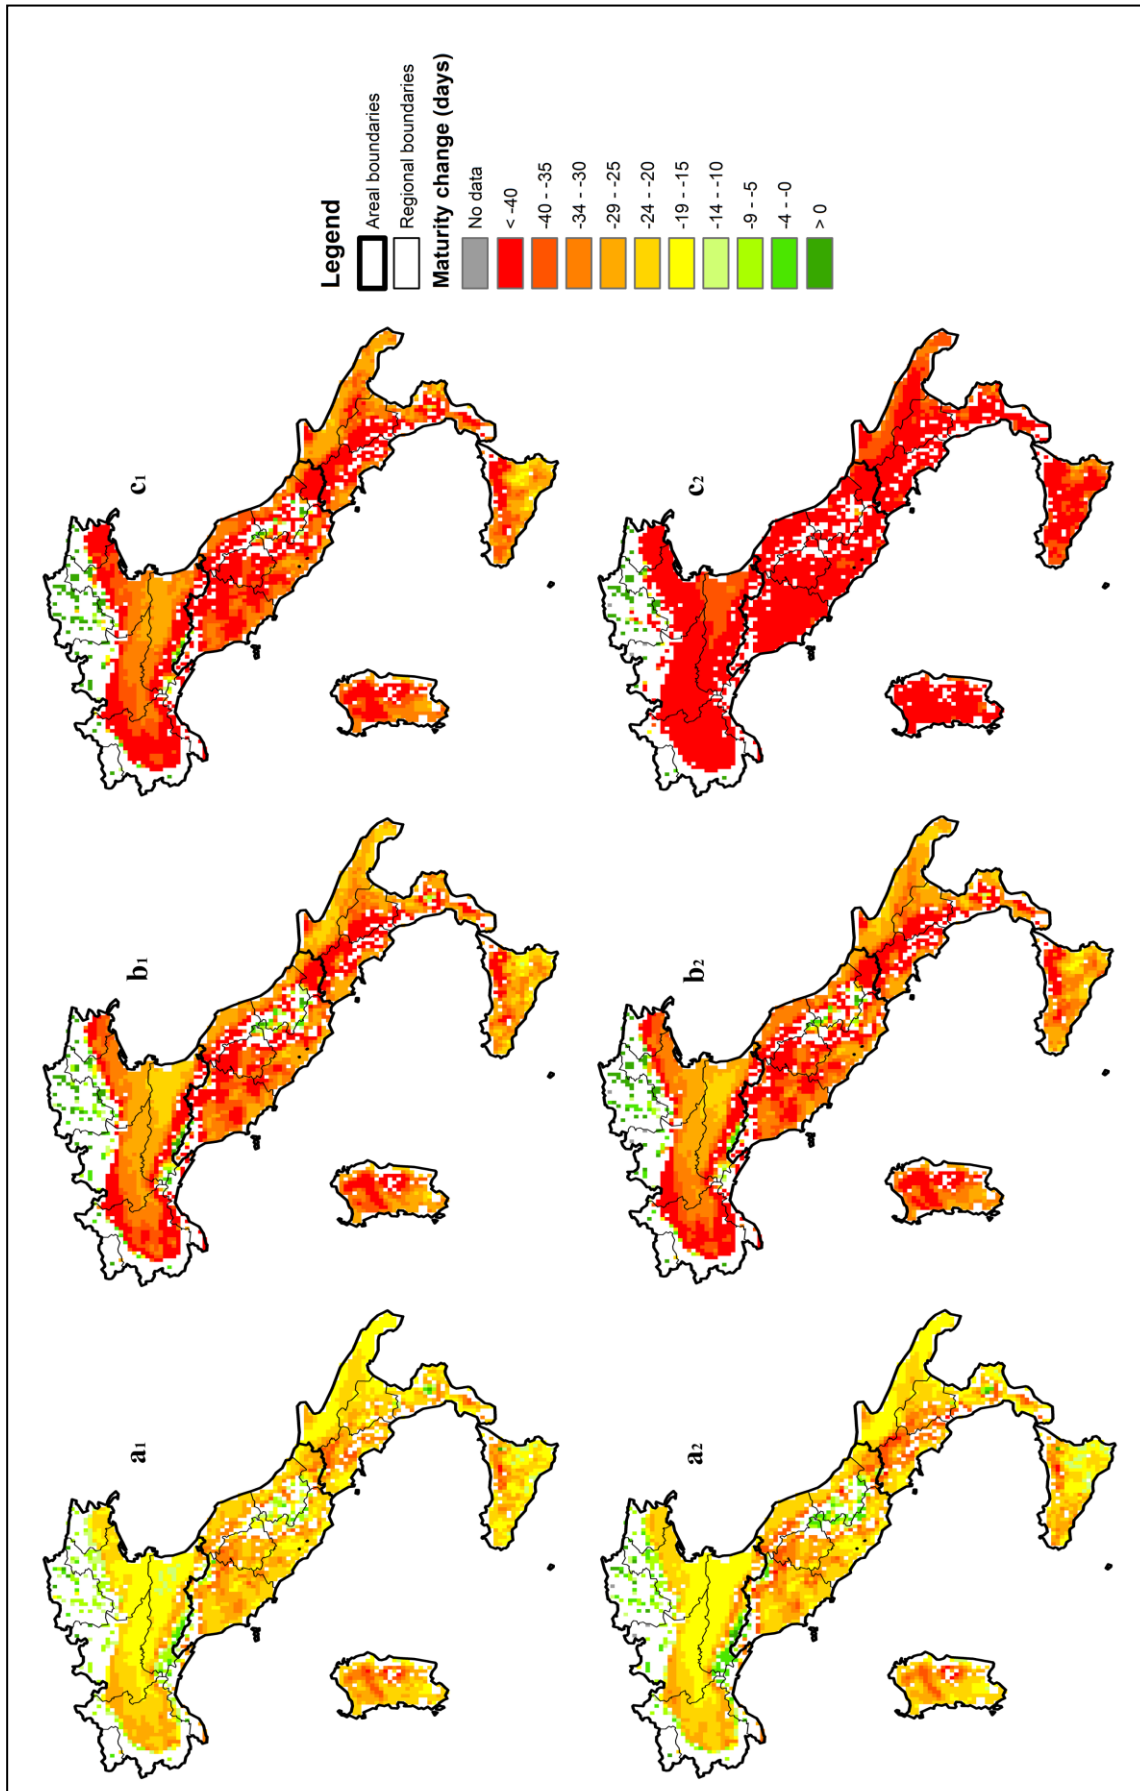 a1
b1
c1
a2
b2
c2
Legend
Areal boundaries
Regional boundaries
Maturity change (days)
No data
< -40
-40 - -35
-34 - -30
-29 - -25
-24 - -20
-19 - -15
-14 - -10
-9 - -5
-4 - -0
> 0